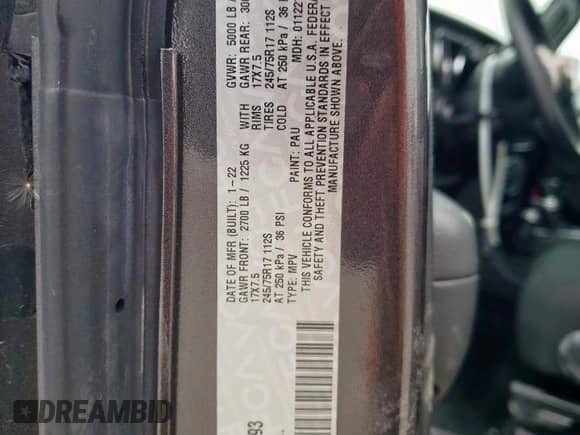 DATE OF MFR (BUILT): 1-22 GVWR: 5000 LB /
GAWR FRONT: 2700 LB / 1225 KG WITH GAWR REAR: 300
17X7.5 RIMS 17X7.5
245/75R17 112S TIRES 245/75R17 112S
AT 250 kPa / 36 PSI COLD AT 250 kPa / 36 P
TYPE: MPV PAINT: PAU MDH: 01122
THIS VEHICLE CONFORMS TO ALL APPLICABLE U.S.A. FEDERA
SAFETY AND THEFT PREVENTION STANDARDS IN EFFECT
MANUFACTURE SHOWN ABOVE.
93
DREAMBID